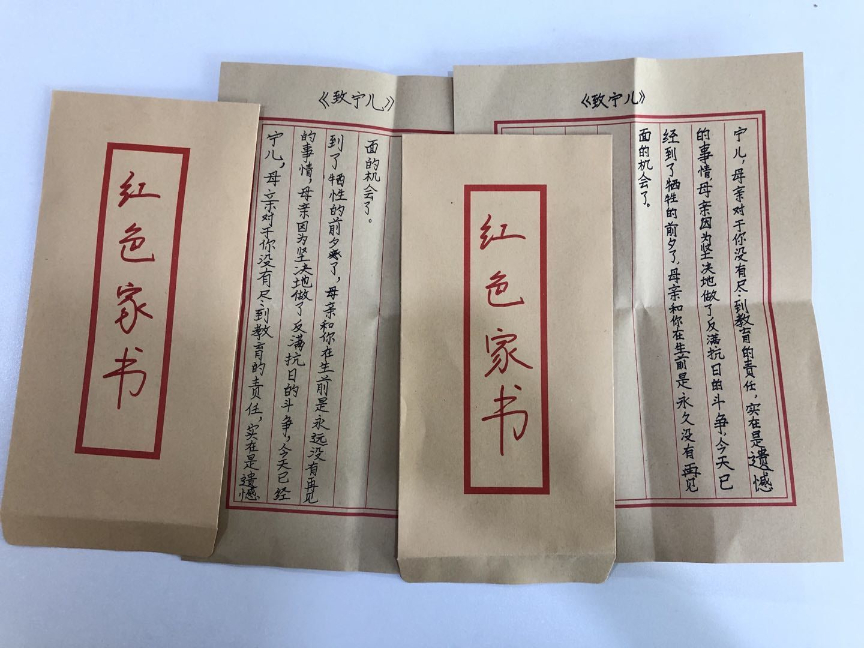 红色家书
《致宁儿》
宁儿，母亲对于你没有尽到教育的责任，实在是遗憾
的事情，母亲因为坚决地做了反满抗日的斗争，今天已经
到了牺牲的前夕了，母亲和你在生前是永远没有再见
面的机会了。
红色家书
《致宁儿》
宁儿，母亲对于你没有尽到教育的责任，实在是遗憾
的事情母亲因为坚决地做了反满抗日的斗争，今天已
经到了牺牲的前夕了，母亲和你在生前是永久没有再见
面的机会了。